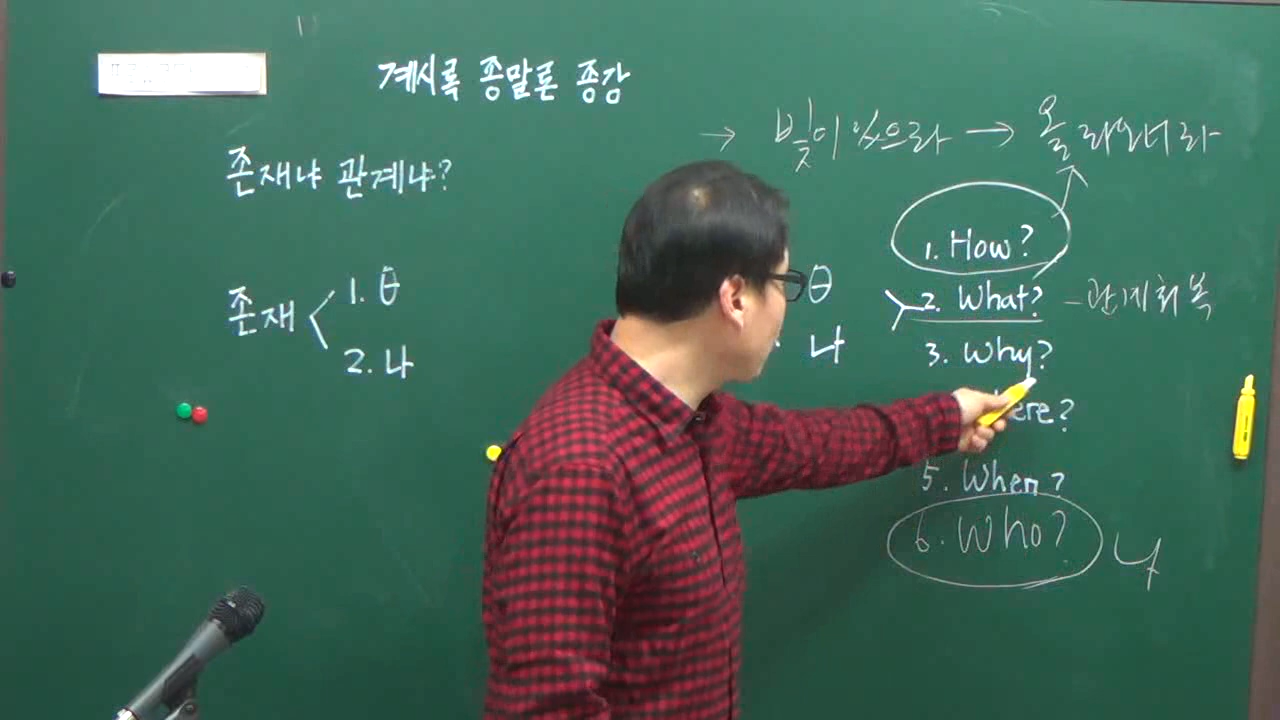 계시록 종말론 종강
→ 빛이 있으라 → 올라오너라
존재냐 관계냐?
존재 1. θ
2. 나
θ
나
1. How?
2. What? - 관계회복
3. Why?
ere?
5. When?
6. Who? 너